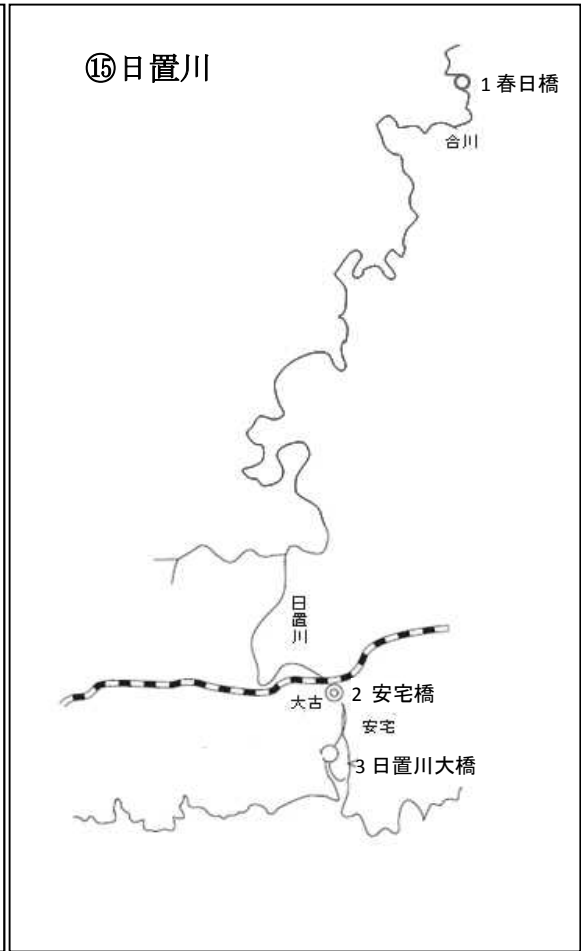 ⑮日置川
1 春日橋
合川
日置川
大古
2 安宅橋
安宅
3 日置川大橋